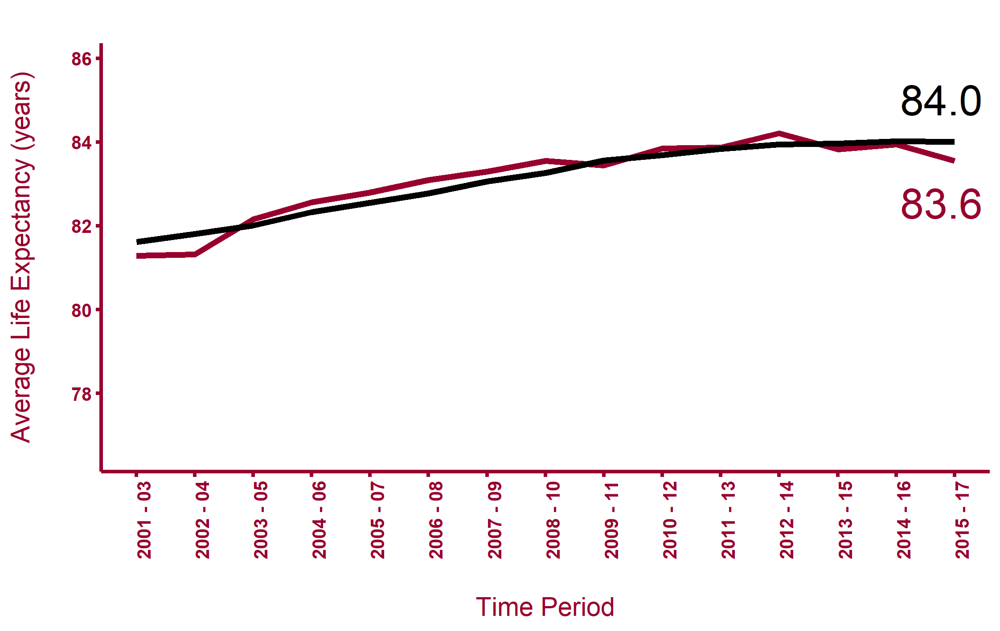 Average Life Expectancy (years)
86
84
82
80
78
84.0
83.6
2001 - 03
2002 - 04
2003 - 05
2004 - 06
2005 - 07
2006 - 08
2007 - 09
2008 - 10
2009 - 11
2010 - 12
2011 - 13
2012 - 14
2013 - 15
2014 - 16
2015 - 17
Time Period